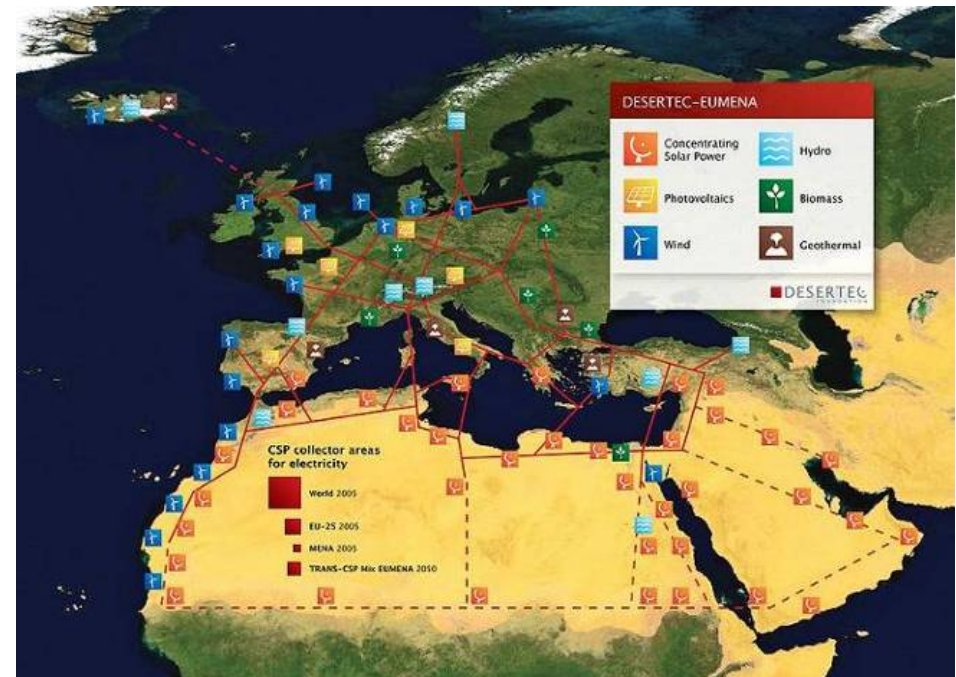 DESERTEC-EUMENA
Concentrating
Solar Power
Hydro
Photovoltaics
Biomass
Wind
Geothermal
DESERTEC
FOUNDATION
CSP collector areas
for electricity
World 2005
EU-25 2005
MENA 2005
TRANS-CSP Mix EUMENA 2050